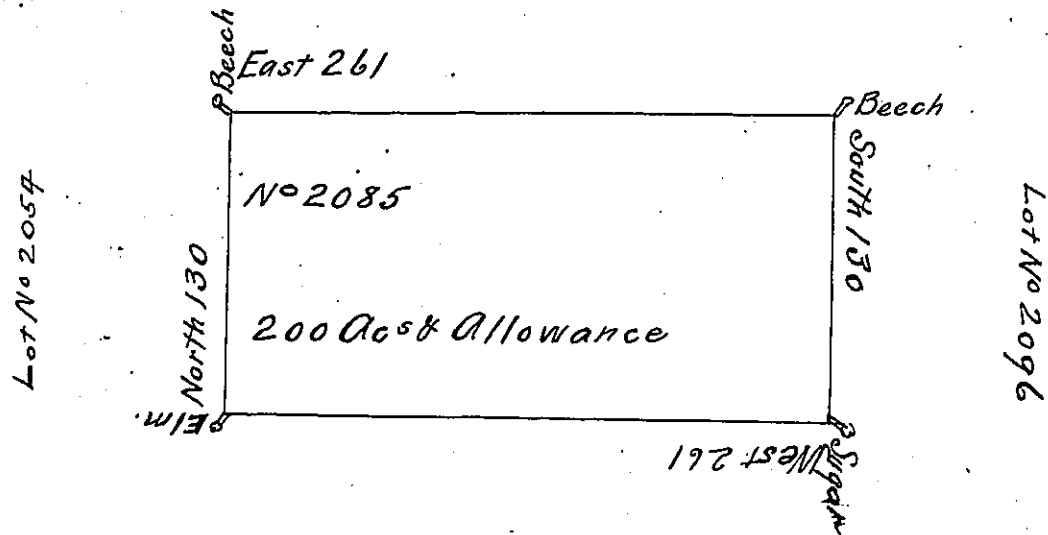 Beech
East 261
Beech
South 130
Nº 2085
Lot Nº 2054
North 130
200 Acs & Allowance
Lot Nº 2096
Elm.
West 261
Sugar